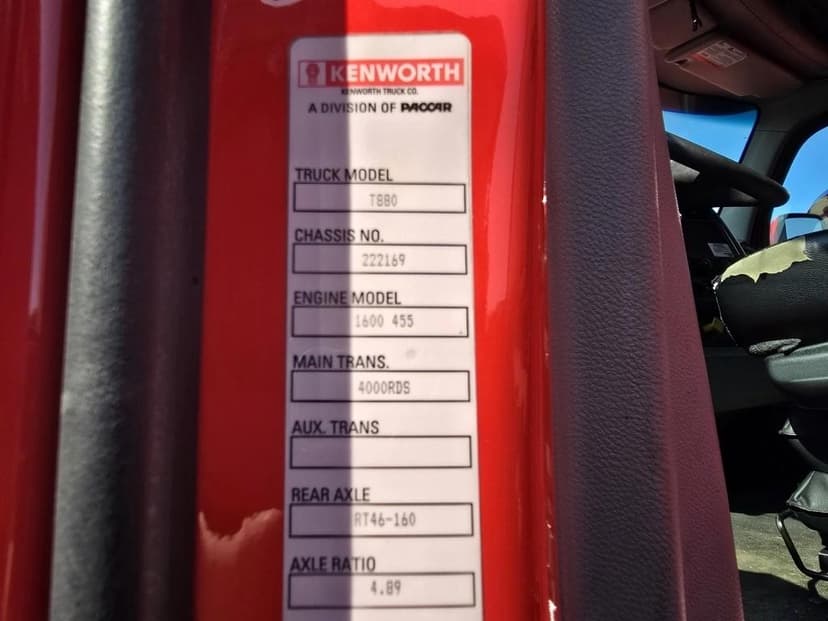 KENWORTH
KENWORTH TRUCK CO.
A DIVISION OF PACCAR
TRUCK MODEL
T880
CHASSIS NO.
222169
ENGINE MODEL
1600 455
MAIN TRANS.
4000RDS
AUX. TRANS
REAR AXLE
RT46-160
AXLE RATIO
4.89